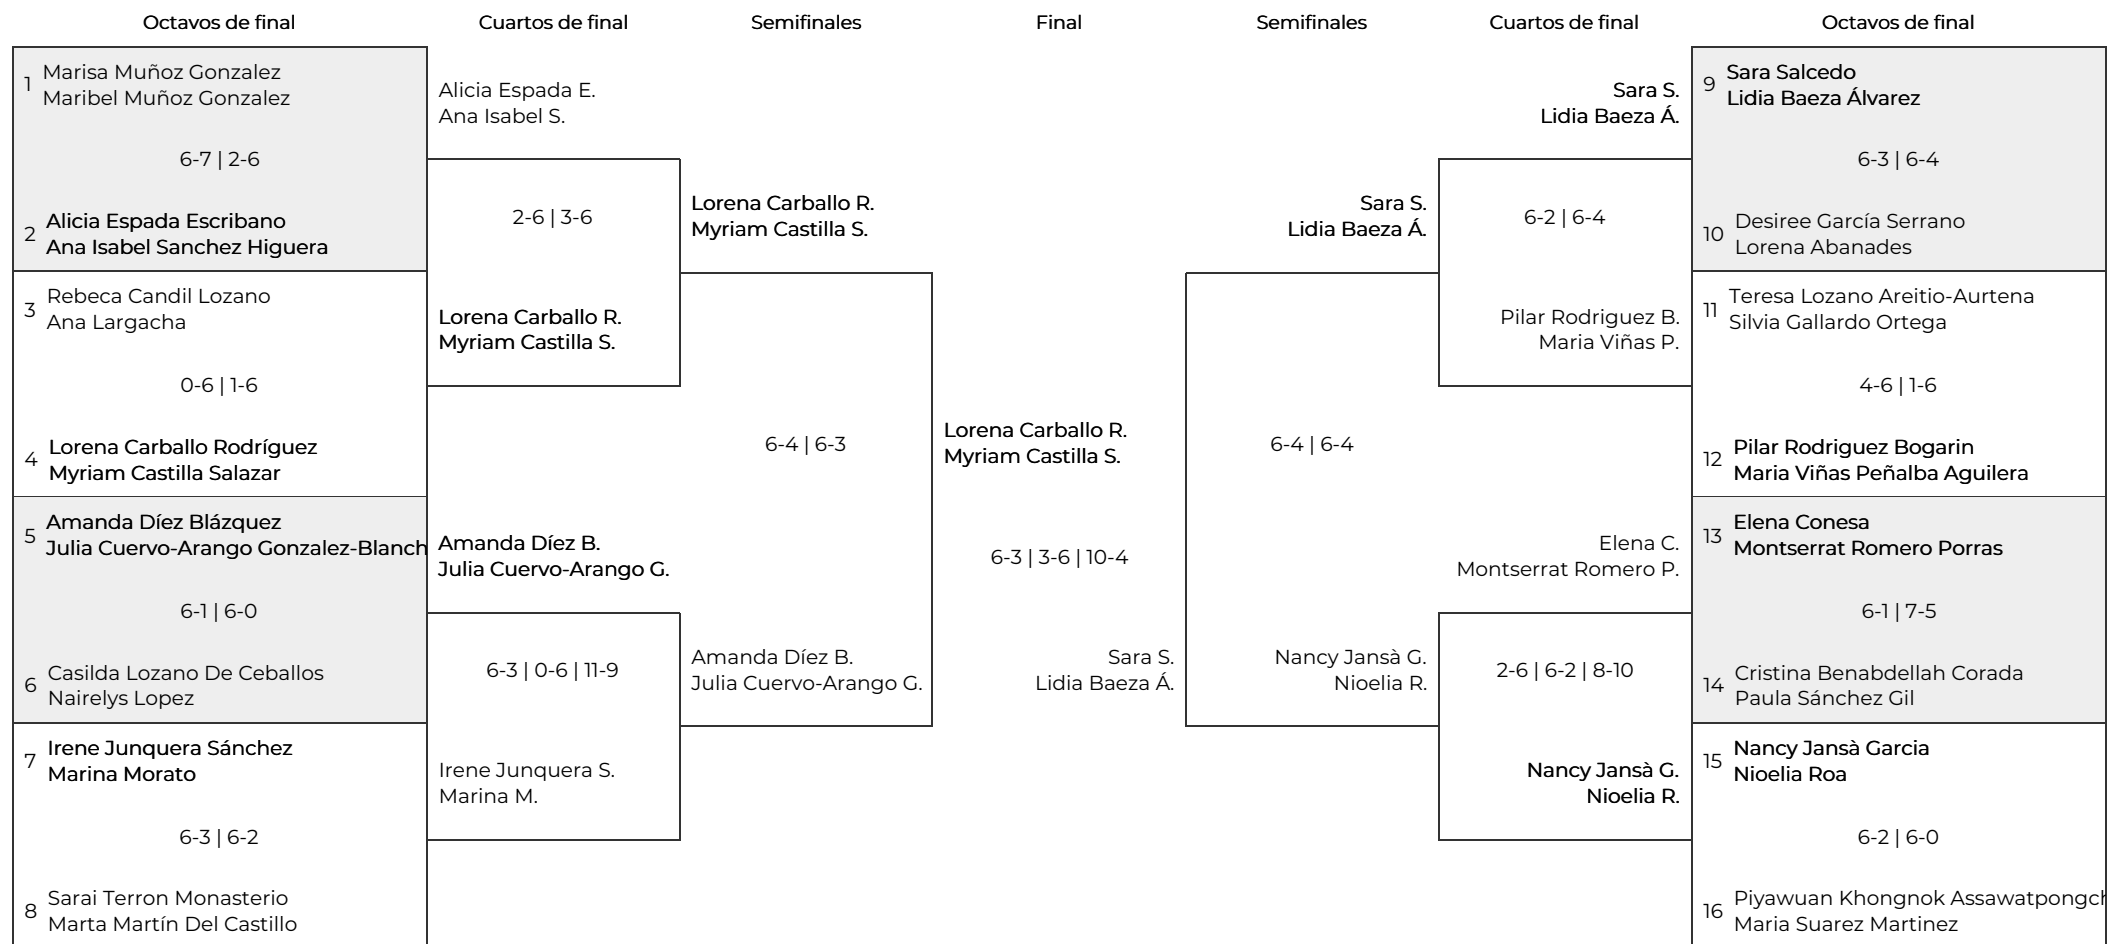 Octavos de final
Cuartos de final
Semifinales
Final
Semifinales
Cuartos de final
Octavos de final
1
Marisa Muñoz Gonzalez
Maribel Muñoz Gonzalez
6-7 | 2-6
2
Alicia Espada Escribano
Ana Isabel Sanchez Higuera
3
Rebeca Candil Lozano
Ana Largacha
0-6 | 1-6
4
Lorena Carballo Rodríguez
Myriam Castilla Salazar
5
Amanda Díez Blázquez
Julia Cuervo-Arango Gonzalez-Blanch
6-1 | 6-0
6
Casilda Lozano De Ceballos
Nairelys Lopez
7
Irene Junquera Sánchez
Marina Morato
6-3 | 6-2
8
Sarai Terron Monasterio
Marta Martín Del Castillo
Alicia Espada E.
Ana Isabel S.
2-6 | 3-6
Lorena Carballo R.
Myriam Castilla S.
Amanda Díez B.
Julia Cuervo-Arango G.
6-3 | 0-6 | 11-9
Irene Junquera S.
Marina M.
Lorena Carballo R.
Myriam Castilla S.
6-4 | 6-3
Amanda Díez B.
Julia Cuervo-Arango G.
Lorena Carballo R.
Myriam Castilla S.
6-3 | 3-6 | 10-4
Sara S.
Lidia Baeza Á.
Sara S.
Lidia Baeza Á.
6-4 | 6-4
Nancy Jansà G.
Nioelia R.
Sara S.
Lidia Baeza Á.
6-2 | 6-4
Pilar Rodriguez B.
Maria Viñas P.
Elena C.
Montserrat Romero P.
2-6 | 6-2 | 8-10
Nancy Jansà G.
Nioelia R.
9
Sara Salcedo
Lidia Baeza Álvarez
6-3 | 6-4
10
Desiree García Serrano
Lorena Abanades
11
Teresa Lozano Areitio-Aurtena
Silvia Gallardo Ortega
4-6 | 1-6
12
Pilar Rodriguez Bogarin
Maria Viñas Peñalba Aguilera
13
Elena Conesa
Montserrat Romero Porras
6-1 | 7-5
14
Cristina Benabdellah Corada
Paula Sánchez Gil
15
Nancy Jansà Garcia
Nioelia Roa
6-2 | 6-0
16
Piyawuan Khongnok
Maria Suarez Martinez